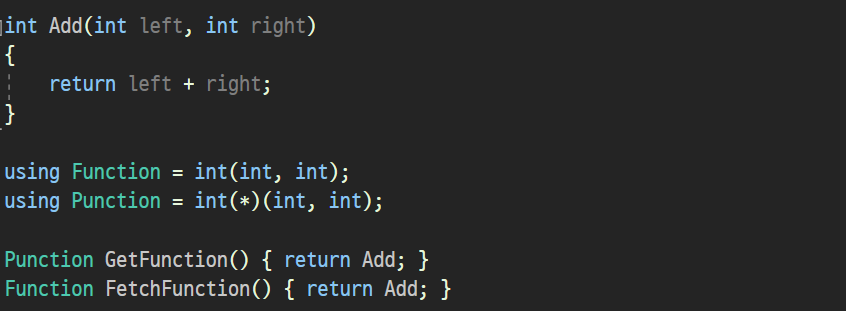 int Add(int left, int right)
{
    return left + right;
}
using Function = int(int, int);
using Punction = int(*)(int, int);
Punction GetFunction() { return Add; }
Function FetchFunction() { return Add; }